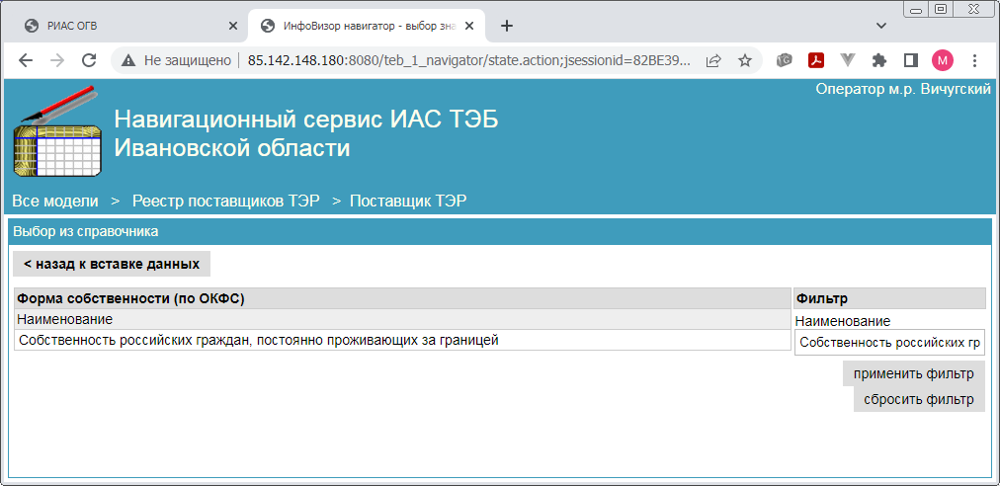 РИАС ОГВ
ИнфоВизор навигатор - выбор зна
Не защищено | 85.142.148.180:8080/teb_1_navigator/state.action;jsessionid=82BE39...
M
Оператор м.р. Вичугский
Навигационный сервис ИАС ТЭБ
Ивановской области
Все модели > Реестр поставщиков ТЭР > Поставщик ТЭР
Выбор из справочника
< назад к вставке данных
Форма собственности (по ОКФС)
Фильтр
Наименование
Наименование
Собственность российских граждан, постоянно проживающих за границей
Собственность российских гр
применить фильтр
сбросить фильтр